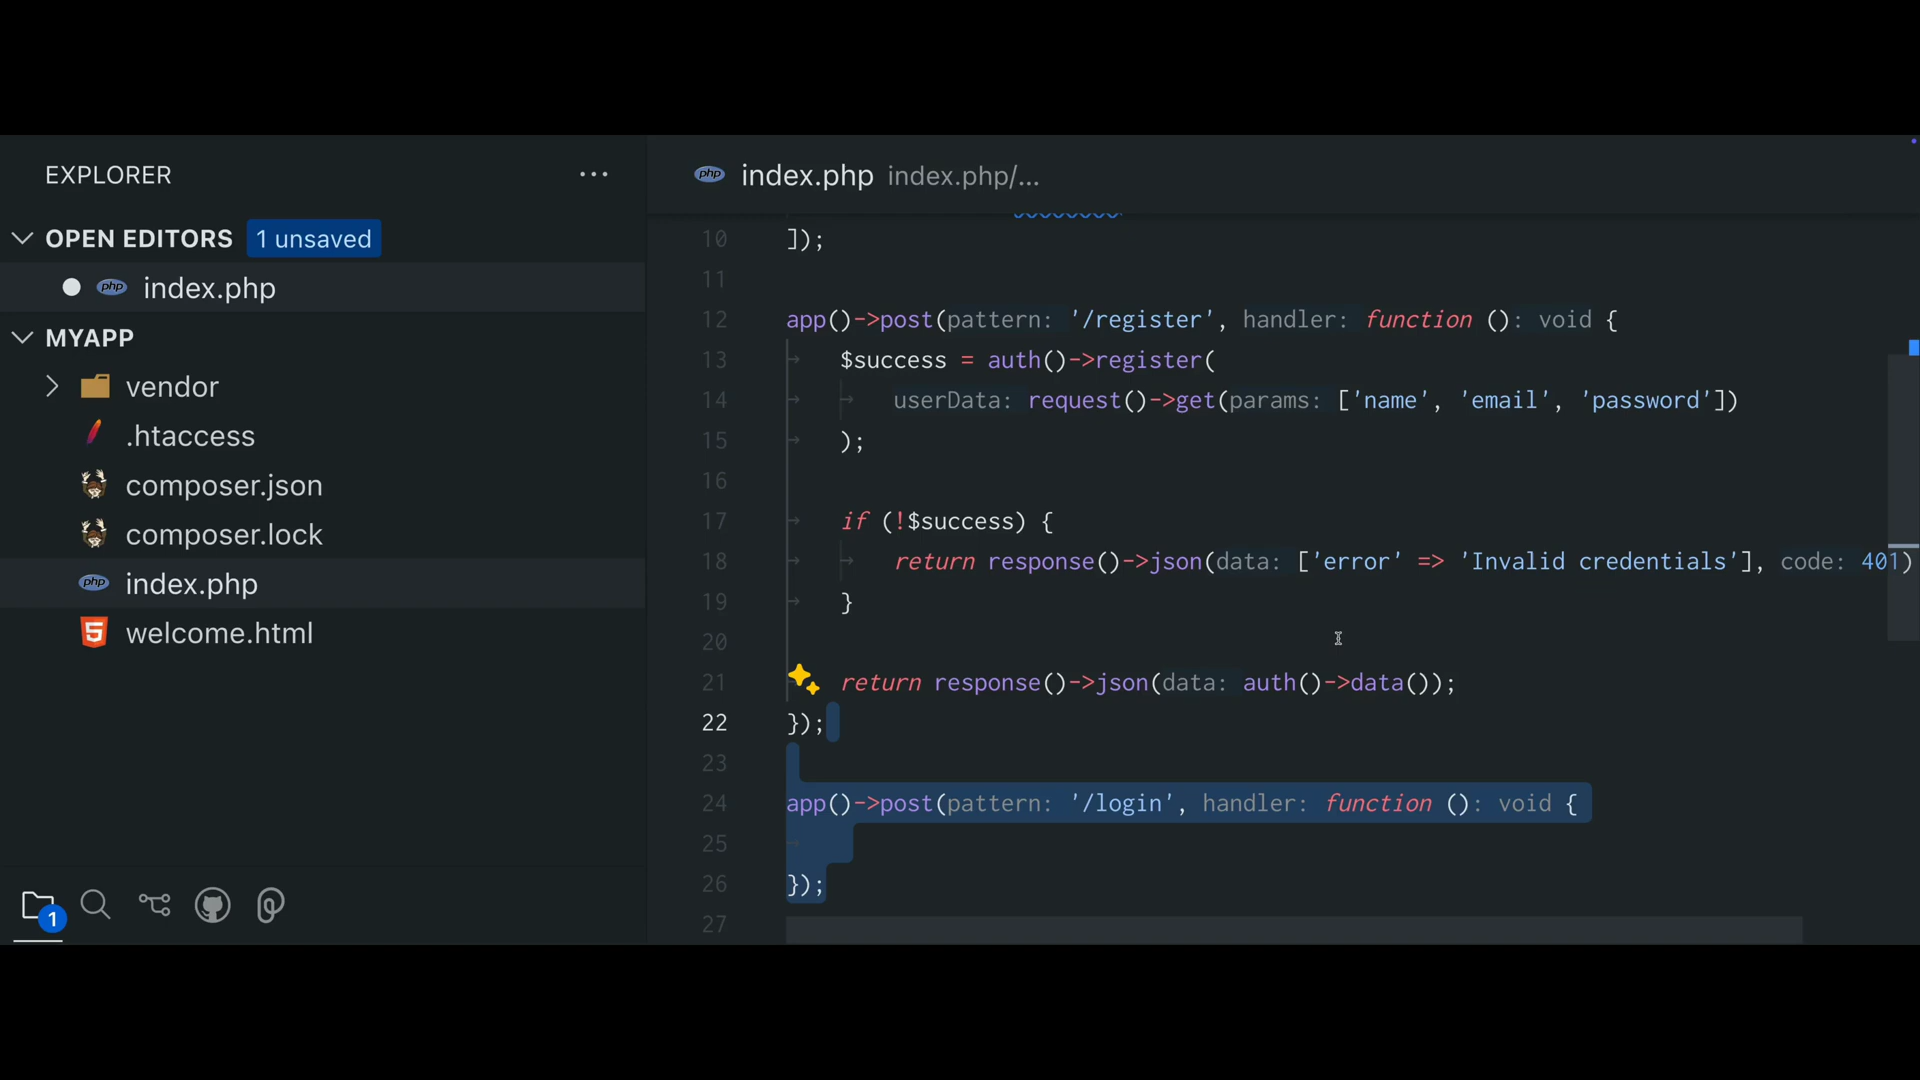 EXPLORER
OPEN EDITORS 1 unsaved
php index.php
MYAPP
vendor
.htaccess
composer.json
composer.lock
php index.php
5 welcome.html
1
php index.php index.php/...
10 ]);
11
12 app()->post(pattern: '/register', handler: function (): void {
13 $success = auth()->register(
14 userData: request()->get(params: ['name', 'email', 'password'])
15 );
16
17 if (!$success) {
18 return response()->json(data: ['error' => 'Invalid credentials'], code: 401)
19 }
20
21 return response()->json(data: auth()->data());
22 });
23
24 app()->post(pattern: '/login', handler: function (): void {
25
26 });
27